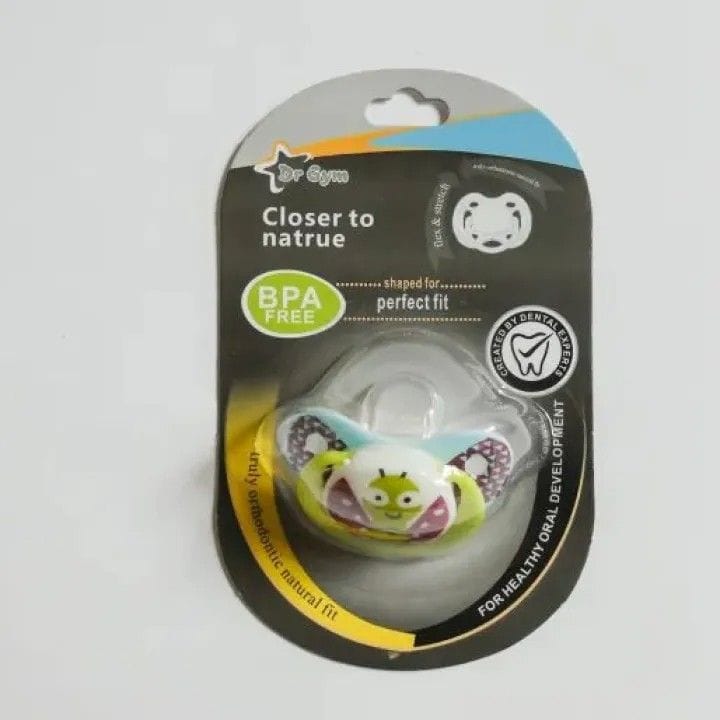 Dr Gym
Closer to
natrue
flex & stretch
BPA
FREE
shaped for
perfect fit
CREATED BY DENTAL EXPERTS
truly orthodontic natural fit
FOR HEALTHY ORAL DEVELOPMENT